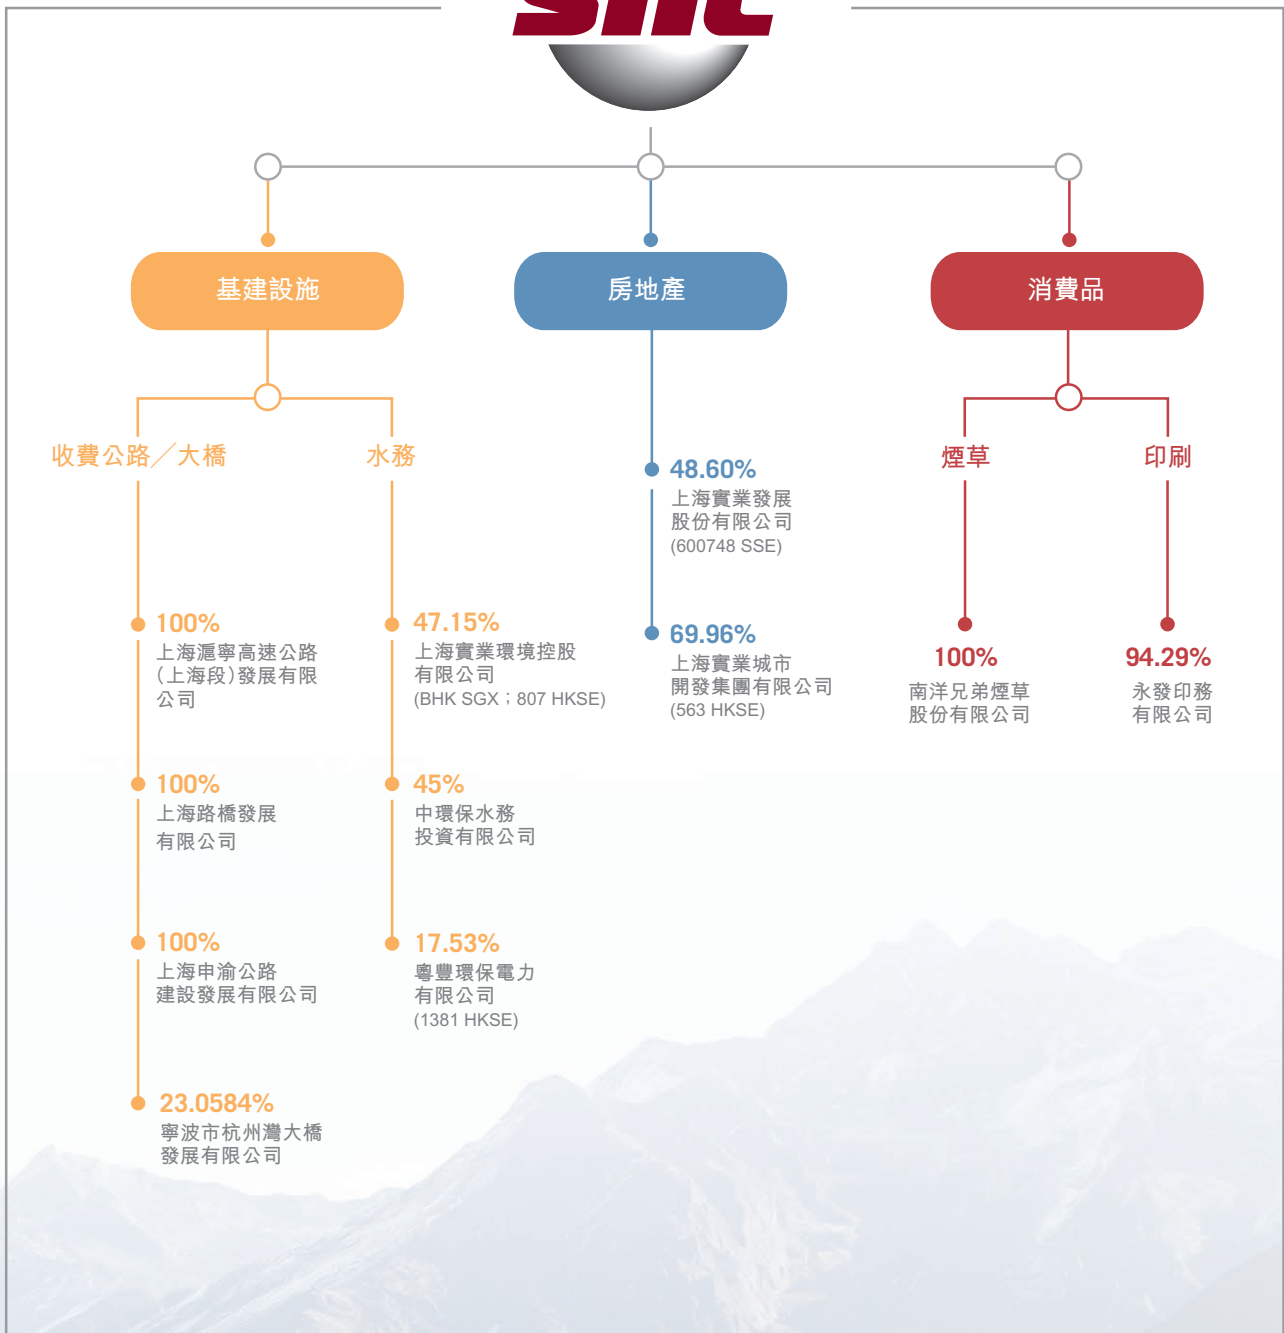 基建設施
收費公路／大橋
100%
上海滬寧高速公路
（上海段）發展有限
公司
100%
上海路橋發展
有限公司
100%
上海申渝公路
建設發展有限公司
23.0584%
寧波市杭州灣大橋
發展有限公司
水務
47.15%
上海實業環境控股
有限公司
(BHK SGX；807 HKSE)
45%
中環保水務
投資有限公司
17.53%
粵豐環保電力
有限公司
(1381 HKSE)
房地產
48.60%
上海實業發展
股份有限公司
(600748 SSE)
69.96%
上海實業城市
開發集團有限公司
(563 HKSE)
消費品
煙草
100%
南洋兄弟煙草
股份有限公司
印刷
94.29%
永發印務
有限公司